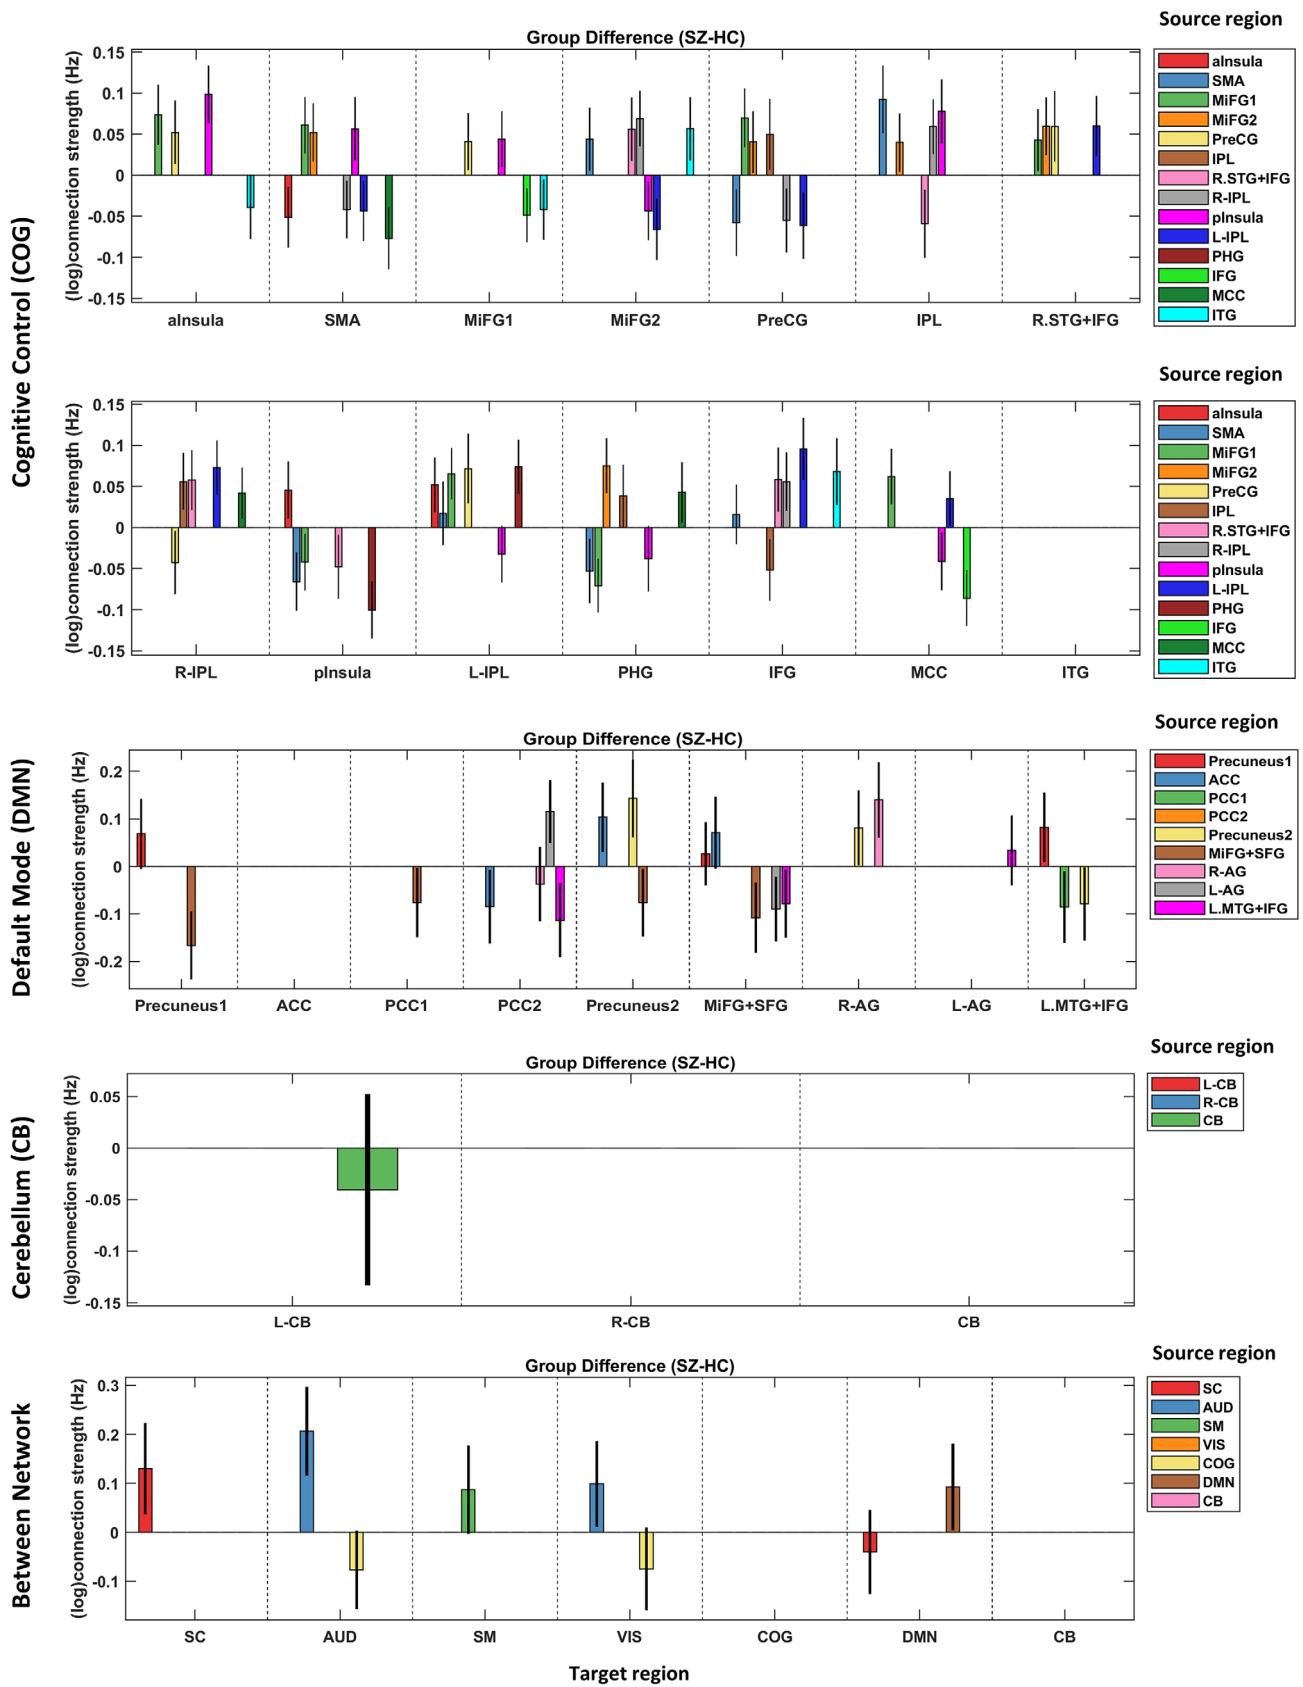 Source region
Group Difference (SZ-HC)
Cognitive Control (COG)
(log)connection strength (Hz)
0.15
0.1
0.05
0
-0.05
-0.1
-0.15
aInsula SMA MiFG1 MiFG2 PreCG IPL R.STG+IFG
aInsula
SMA
MiFG1
MiFG2
PreCG
IPL
R.STG+IFG
R-IPL
pInsula
L-IPL
PHG
IFG
MCC
ITG
Source region
(log)connection strength (Hz)
0.15
0.1
0.05
0
-0.05
-0.1
-0.15
R-IPL pInsula L-IPL PHG IFG MCC ITG
aInsula
SMA
MiFG1
MiFG2
PreCG
IPL
R.STG+IFG
R-IPL
pInsula
L-IPL
PHG
IFG
MCC
ITG
Source region
Group Difference (SZ-HC)
Default Mode (DMN)
(log)connection strength (Hz)
0.2
0.1
0
-0.1
-0.2
Precuneus1 ACC PCC1 PCC2 Precuneus2 MiFG+SFG R-AG L-AG L.MTG+IFG
Precuneus1
ACC
PCC1
PCC2
Precuneus2
MiFG+SFG
R-AG
L-AG
L.MTG+IFG
Source region
Group Difference (SZ-HC)
Cerebellum (CB)
(log)connection strength (Hz)
0.05
0
-0.05
-0.1
-0.15
L-CB R-CB CB
L-CB
R-CB
CB
Source region
Group Difference (SZ-HC)
Between Network
(log)connection strength (Hz)
0.3
0.2
0.1
0
-0.1
SC AUD SM VIS COG DMN CB
SC
AUD
SM
VIS
COG
DMN
CB
Target region